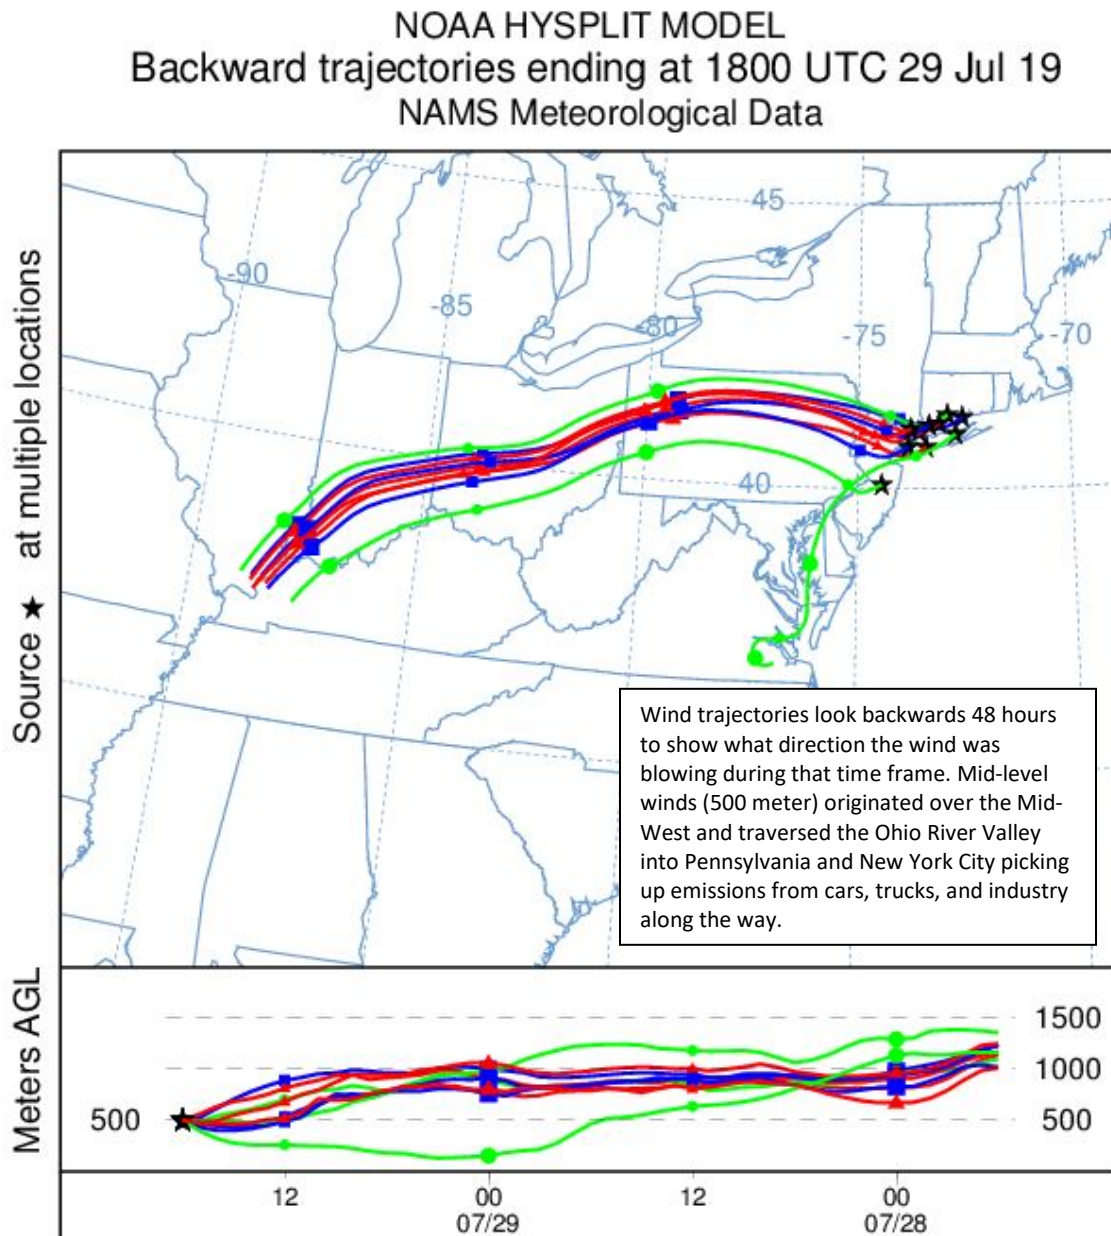 NOAA HYSPLIT MODEL
Backward trajectories ending at 1800 UTC 29 Jul 19
NAMS Meteorological Data
Source ★ at multiple locations
45
-90
-85
-80
-75
-70
40
Wind trajectories look backwards 48 hours
to show what direction the wind was
blowing during that time frame. Mid-level
winds (500 meter) originated over the Mid-
West and traversed the Ohio River Valley
into Pennsylvania and New York City picking
up emissions from cars, trucks, and industry
along the way.
Meters AGL
1500
1000
500
500
12
00
12
00
07/29
07/28